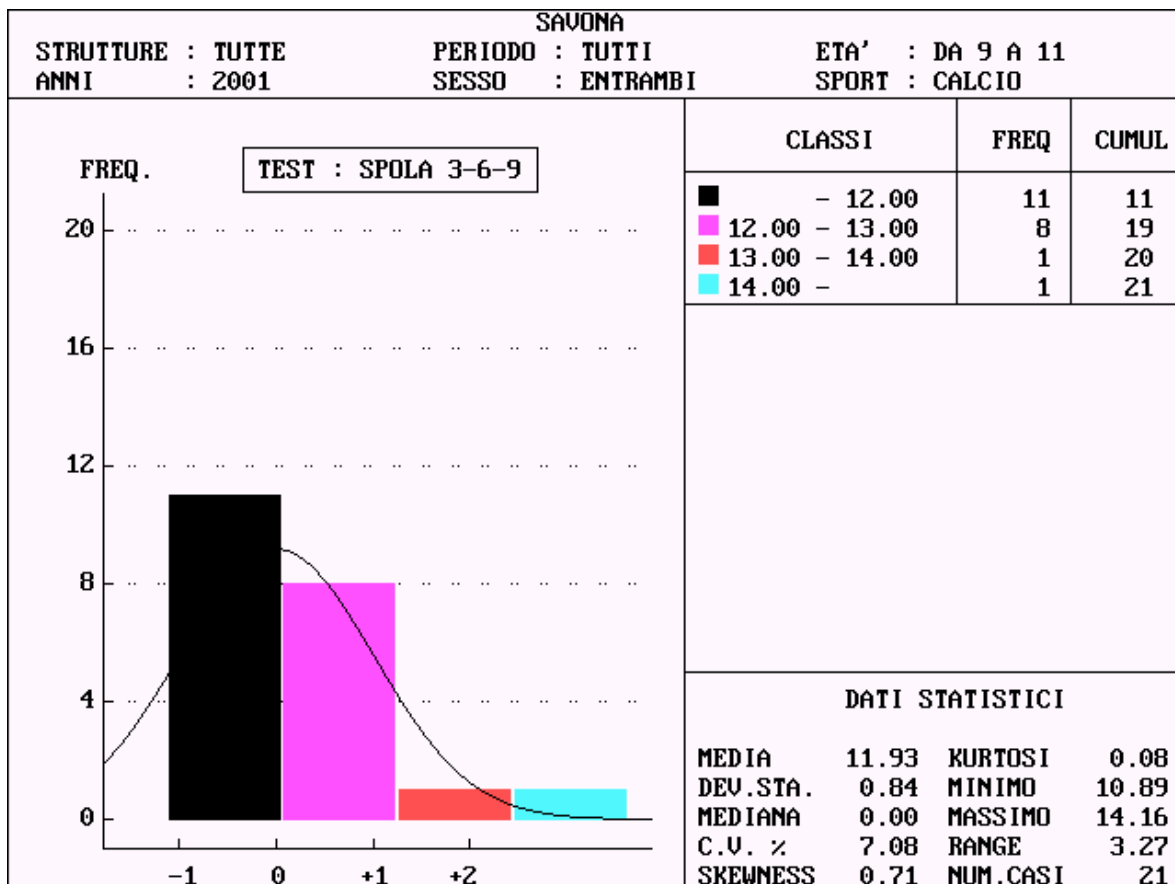 SAVONA
STRUTTURE : TUTTE PERIODO : TUTTI ETA' : DA 9 A 11
ANNI : 2001 SESSO : ENTRAMBI SPORT : CALCIO
FREQ.
TEST : SPOLA 3-6-9
20
16
12
8
4
0
-1 0 +1 +2
CLASSI FREQ CUMUL
- 12.00 11 11
12.00 - 13.00 8 19
13.00 - 14.00 1 20
14.00 - 1 21
DATI STATISTICI
MEDIA 11.93 KURTOSI 0.08
DEV.STA. 0.84 MINIMO 10.89
MEDIANA 0.00 MASSIMO 14.16
C.V. % 7.08 RANGE 3.27
SKEWNESS 0.71 NUM.CASI 21